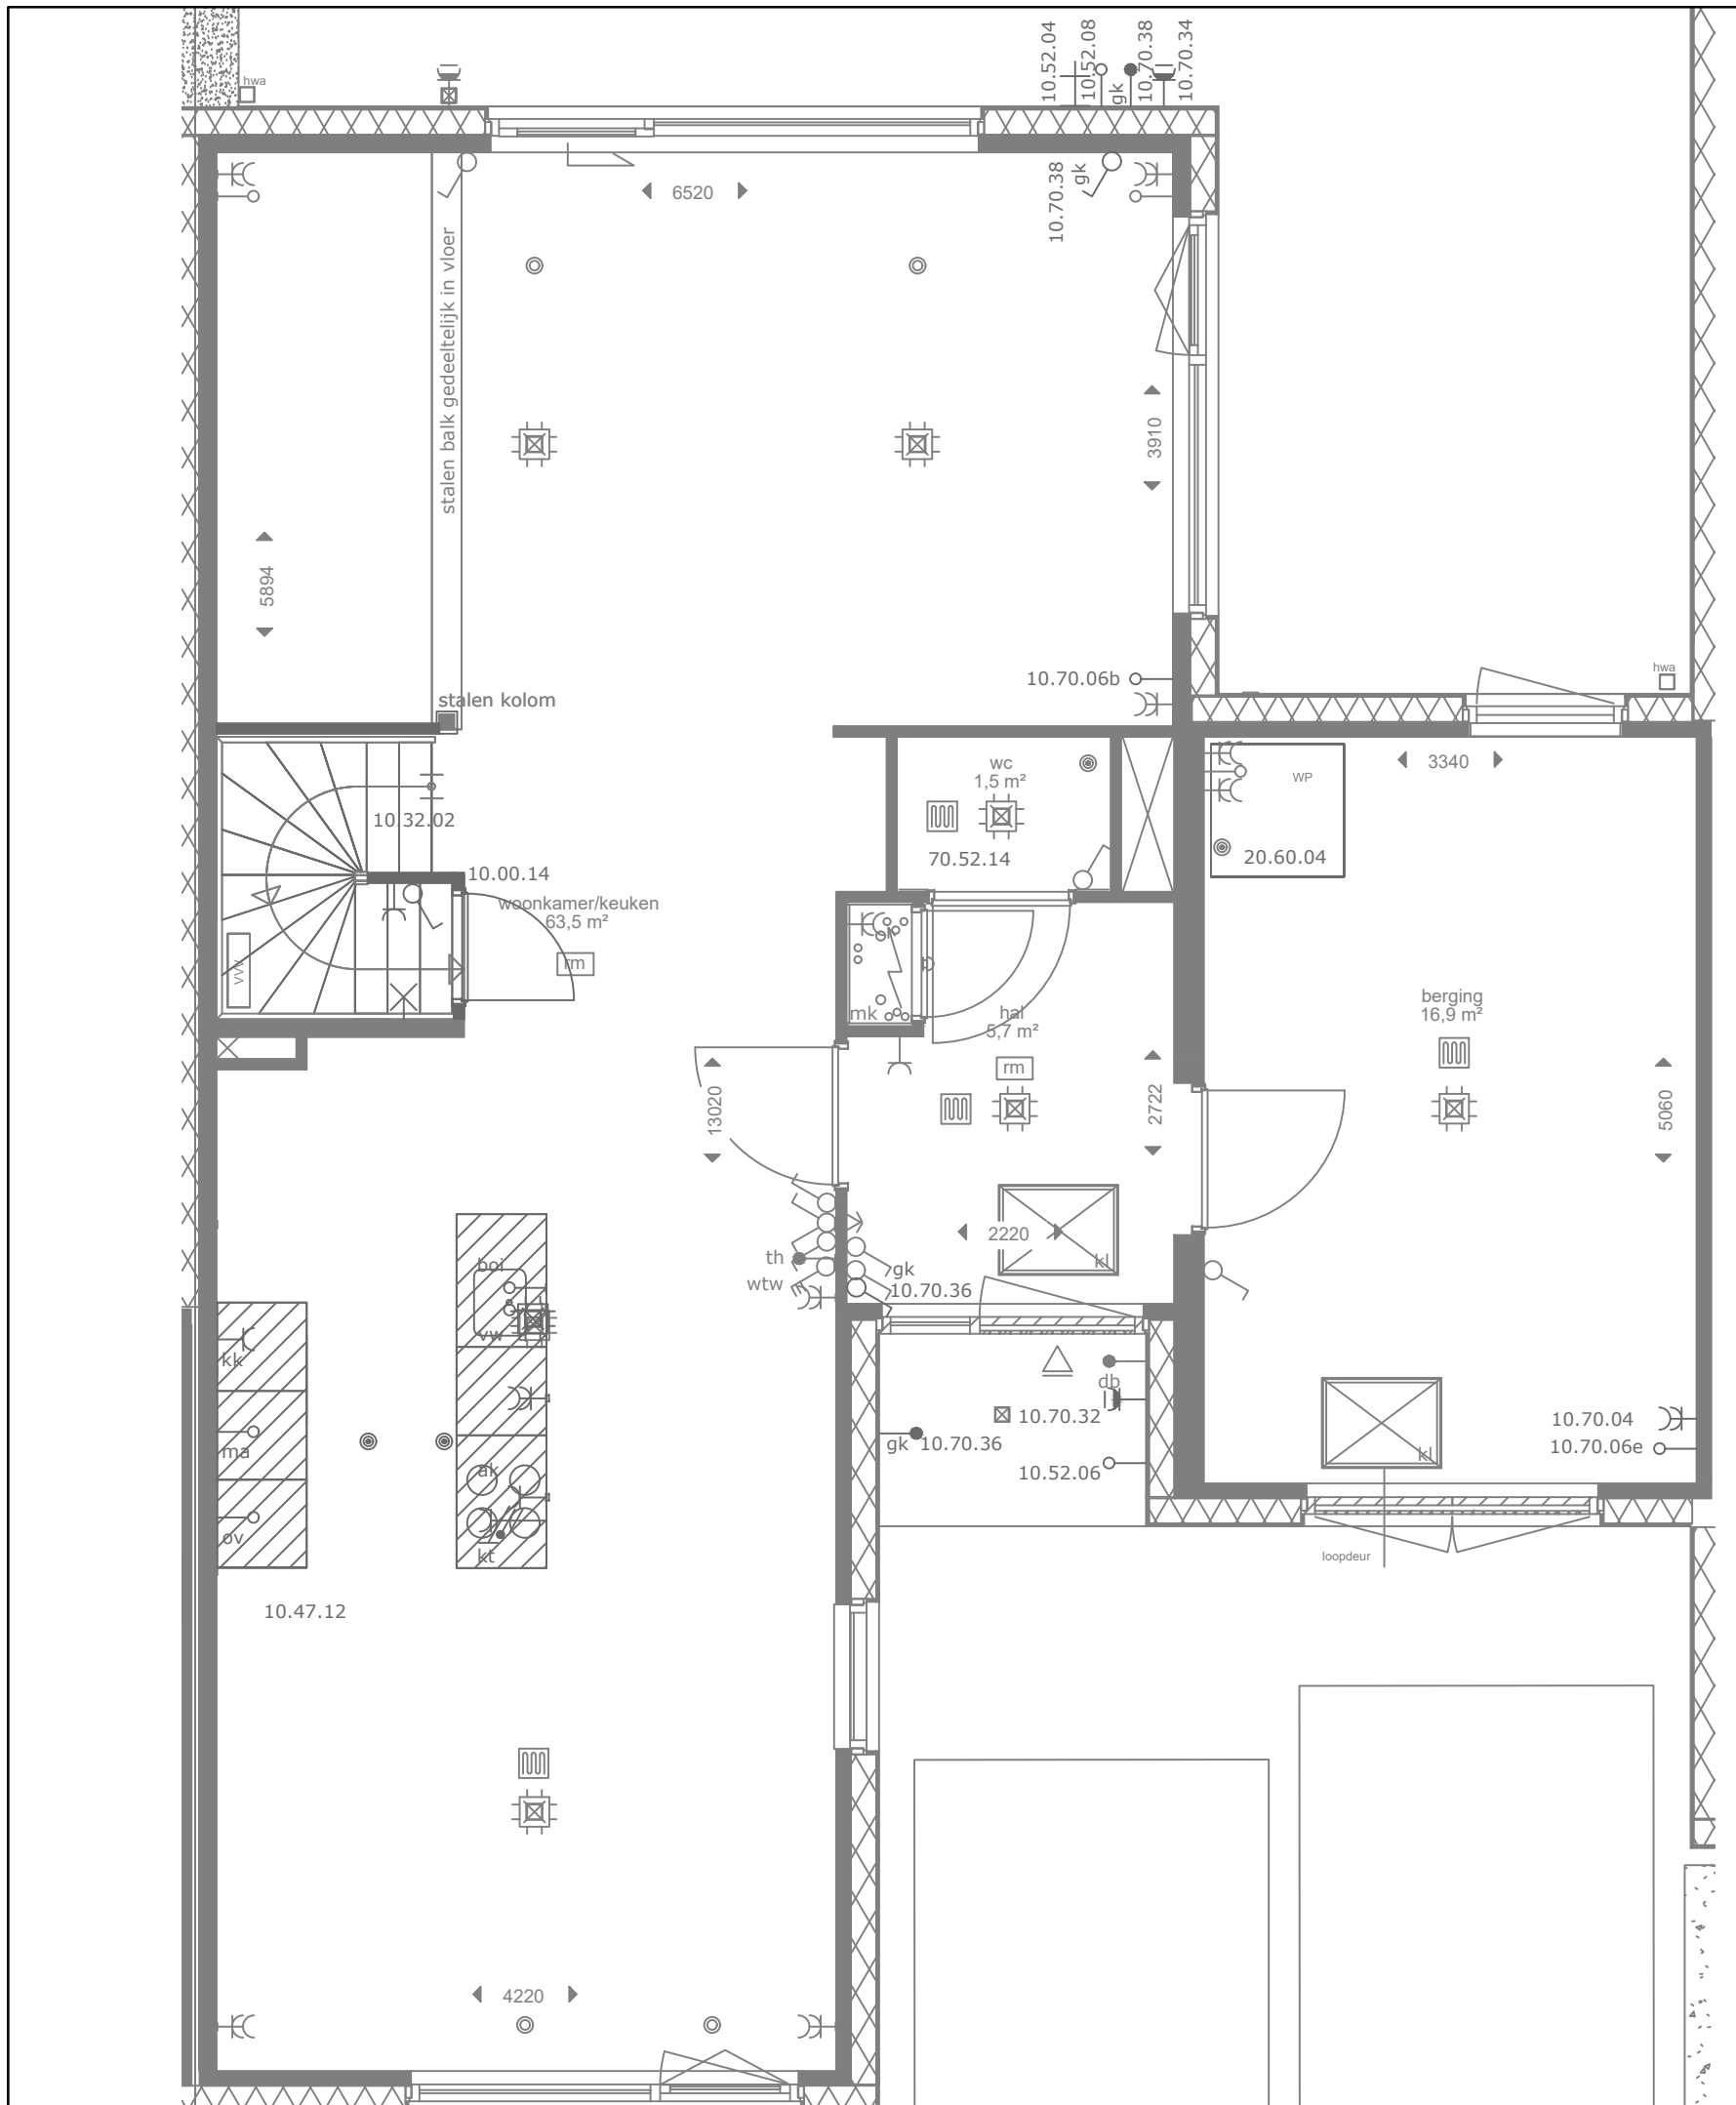 hwa
10.52.04
10.52.08
gk
10.70.38
10.70.34
6520
10.70.38
gk
stalen balk gedeeltelijk in vloer
3910
5894
stalen kolom
10.70.06b
hwa
wc
1,5 m²
3340
WP
10.32.02
70.52.14
20.60.04
10.00.14
woonkamer/keuken
63,5 m²
rm
VVW
mk
hal
5,7 m²
rm
berging
16,9 m²
13020
2722
5060
2220
kl
th
wtw
gk
10.70.36
boi
vw
kk
db
10.70.32
gk 10.70.36
10.52.06
10.70.04
10.70.06e
kl
ma
ak
ov
kt
loopdeur
10.47.12
4220